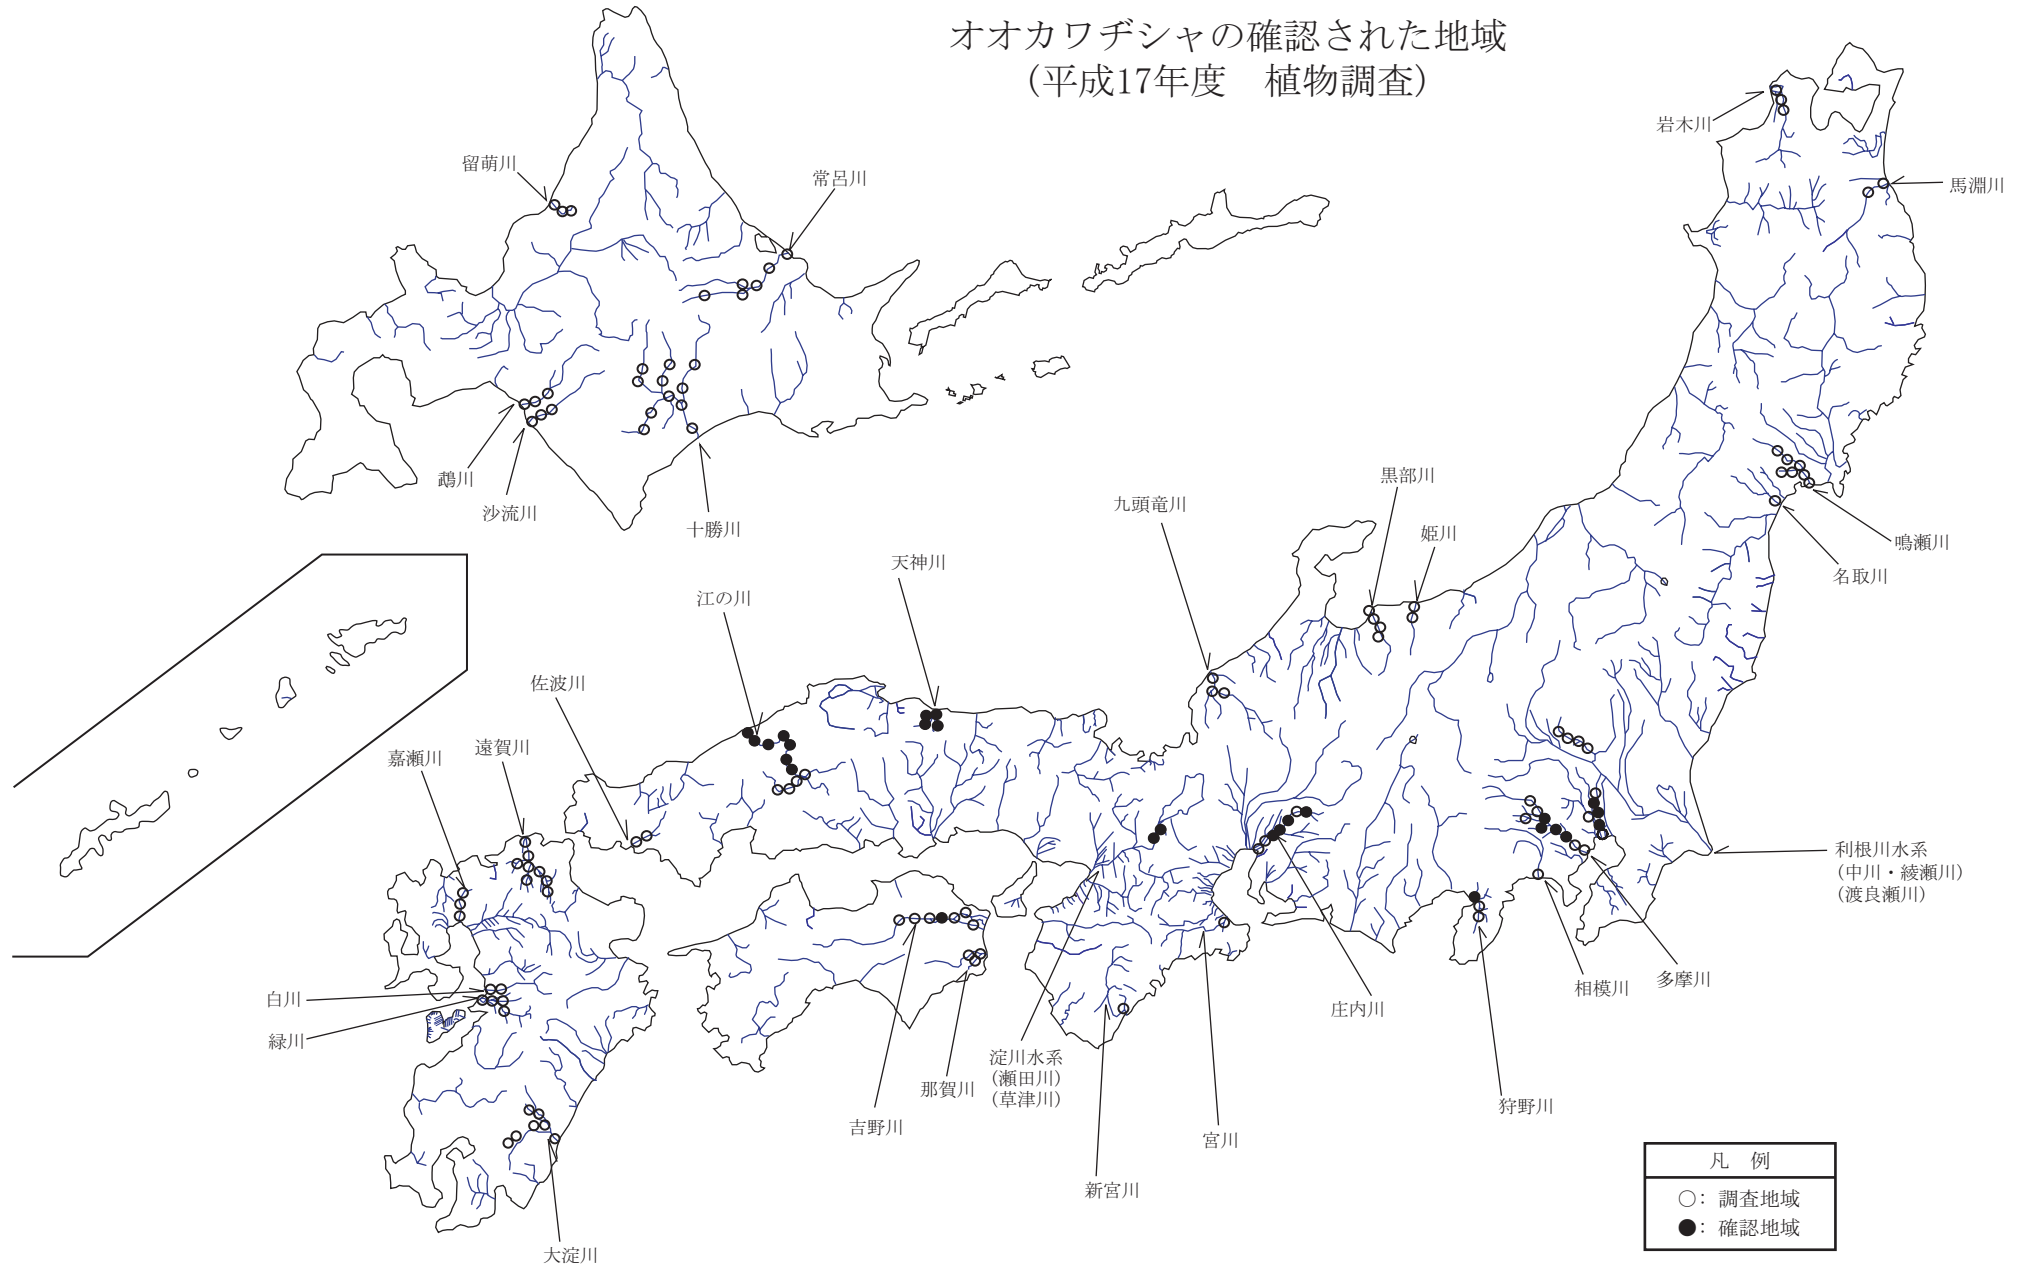 オオカワヂシャの確認された地域
(平成17年度　植物調査)
岩木川
留萌川
常呂川
馬淵川
鵡川
沙流川
十勝川
黒部川
九頭竜川
姫川
鳴瀬川
天神川
名取川
江の川
佐波川
遠賀川
嘉瀬川
利根川水系
(中川・綾瀬川)
(渡良瀬川)
多摩川
相模川
白川
庄内川
緑川
淀川水系
(瀬田川)
(草津川)
那賀川
狩野川
吉野川
宮川
新宮川
大淀川
凡　例
○: 調査地域
●: 確認地域